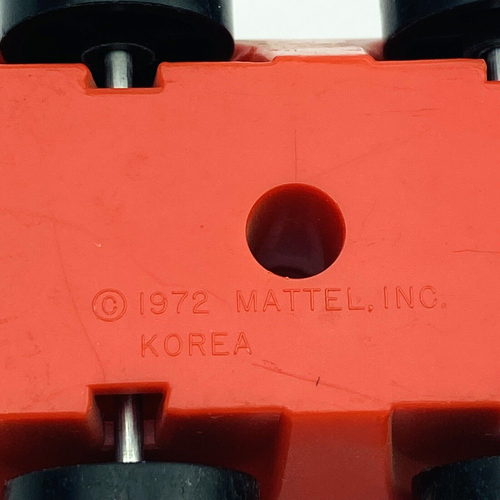 © 1972 MATTEL, INC.
KOREA